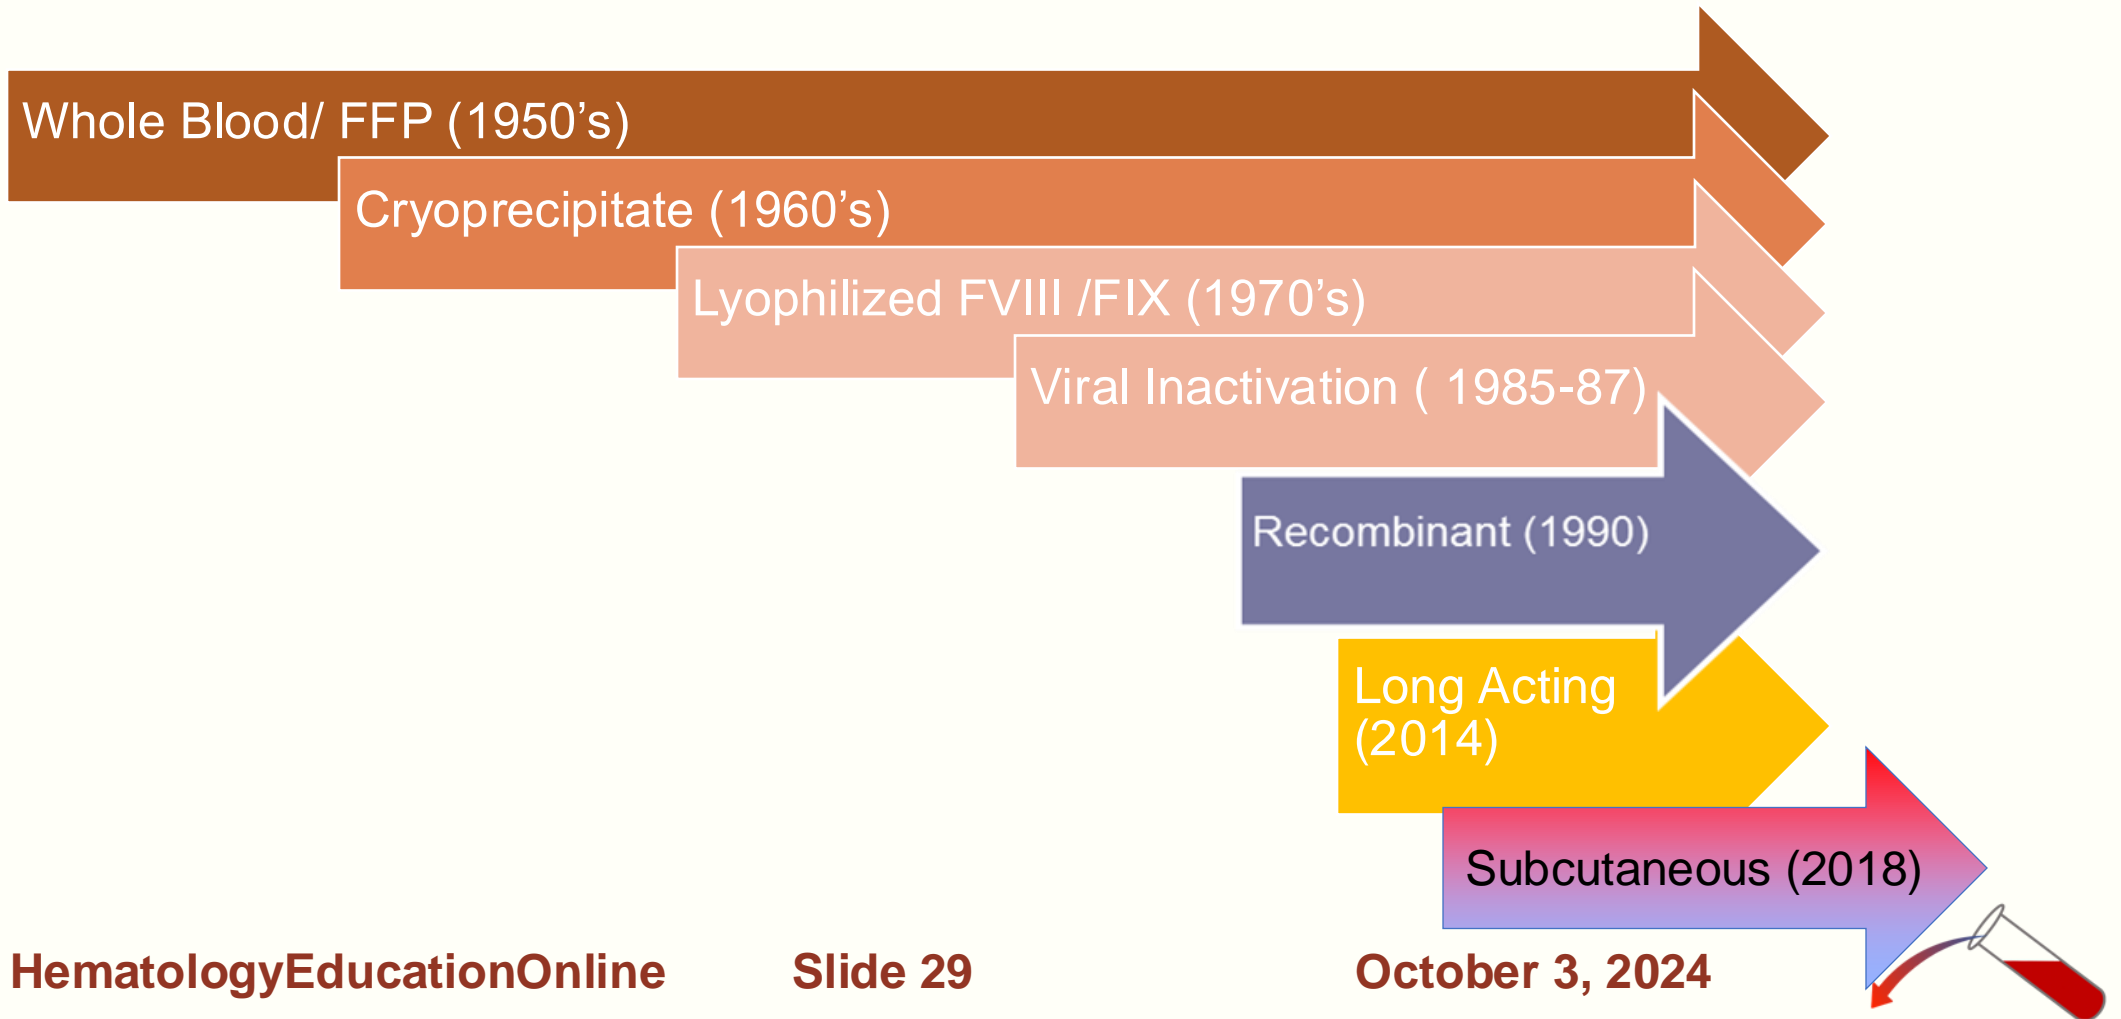 Whole Blood/ FFP (1950’s)
Cryoprecipitate (1960’s)
Lyophilized FVIII /FIX (1970’s)
Viral Inactivation ( 1985-87)
Recombinant (1990)
Long Acting
(2014)
Subcutaneous (2018)
HematologyEducationOnline Slide 29 October 3, 2024